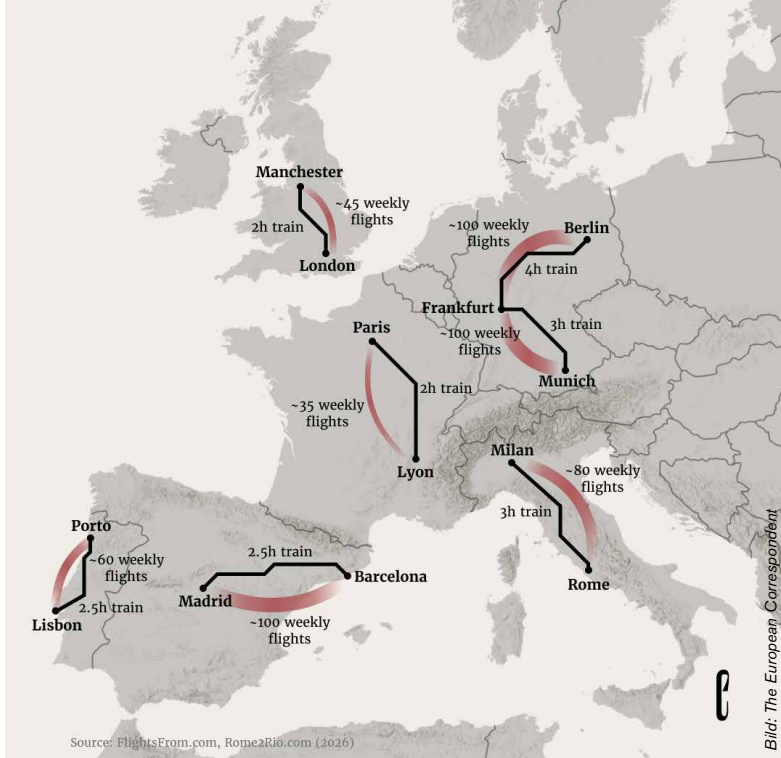 Manchester
~45 weekly
flights
2h train
London
~100 weekly
flights
Berlin
4h train
Frankfurt
~100 weekly
flights
3h train
Munich
Paris
2h train
~35 weekly
flights
Lyon
Milan
~80 weekly
flights
3h train
Rome
Porto
~60 weekly
flights
2.5h train
Lisbon
2.5h train
Barcelona
Madrid
~100 weekly
flights
Source: FlightsFrom.com, Rome2Rio.com (2026)
Bild: The European Correspondent